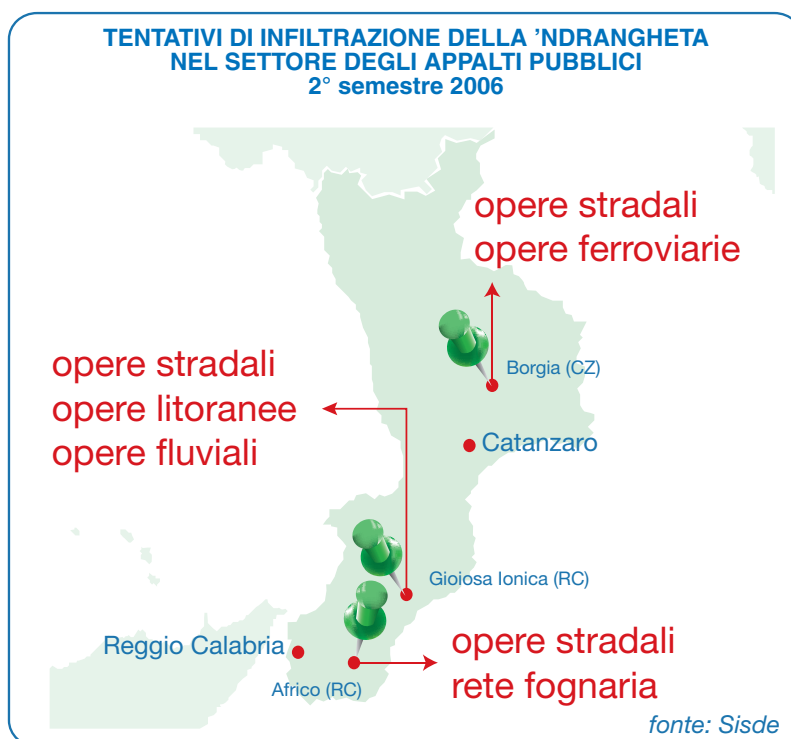 TENTATIVI DI INFILTRAZIONE DELLA ’NDRANGHETA
NEL SETTORE DEGLI APPALTI PUBBLICI
2° semestre 2006
opere stradali
opere ferroviarie
Borgia (CZ)
opere stradali
opere litoranee
opere fluviali
Catanzaro
Gioiosa Ionica (RC)
Reggio Calabria
opere stradali
rete fognaria
Africo (RC)
fonte: Sisde